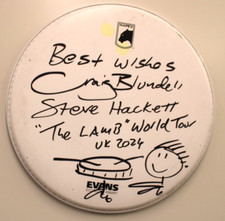 Best wishes
Craig Blundell
Steve Hackett
"The LAMB" World Tour
UK 2024
EVANS